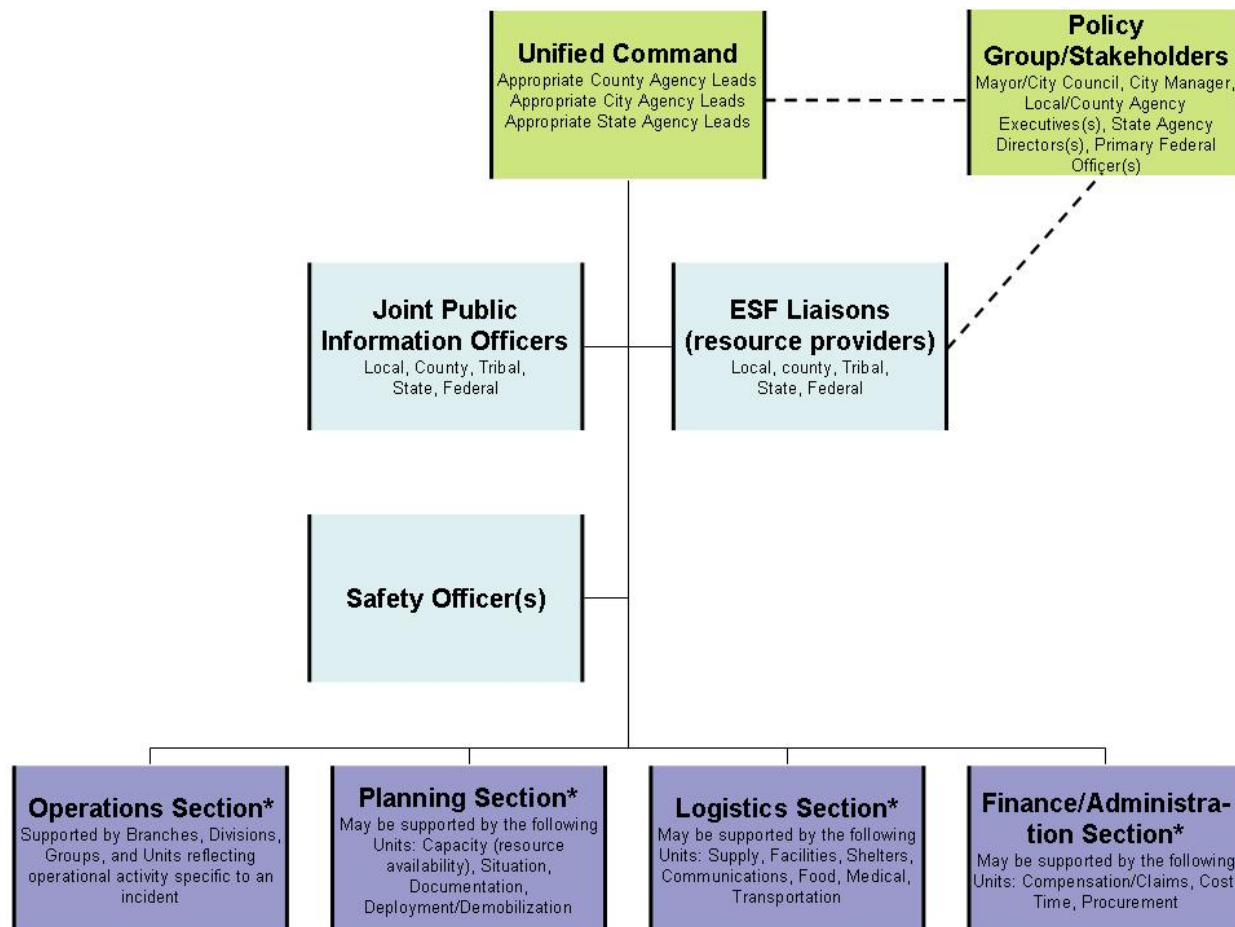 Unified Command
Appropriate County Agency Leads
Appropriate City Agency Leads
Appropriate State Agency Leads
Policy
Group/Stakeholders
Mayor/City Council, City Manager,
Local/County Agency
Executives(s), State Agency
Directors(s), Primary Federal
Officer(s)
Joint Public
Information Officers
Local, County, Tribal,
State, Federal
ESF Liaisons
(resource providers)
Local, county, Tribal,
State, Federal
Safety Officer(s)
Operations Section*
Supported by Branches, Divisions,
Groups, and Units reflecting
operational activity specific to an
incident
Planning Section*
May be supported by the following
Units: Capacity (resource
availability), Situation,
Documentation,
Deployment/Demobilization
Logistics Section*
May be supported by the following
Units: Supply, Facilities, Shelters,
Communications, Food, Medical,
Transportation
Finance/Administra-
tion Section*
May be supported by the following
Units: Compensation/Claims, Cost
Time, Procurement